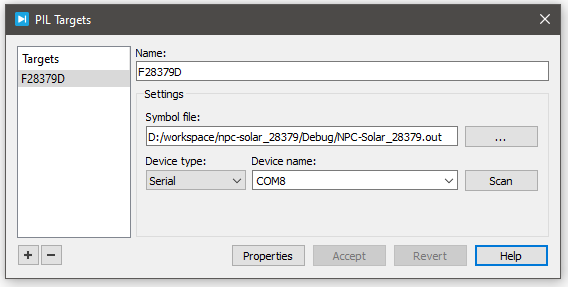 PIL Targets
Targets
F28379D
Name:
F28379D
Settings
Symbol file:
D:/workspace/npc-solar_28379/Debug/NPC-Solar_28379.out
...
Device type:
Device name:
Serial
COM8
Scan
+
−
Properties
Accept
Revert
Help